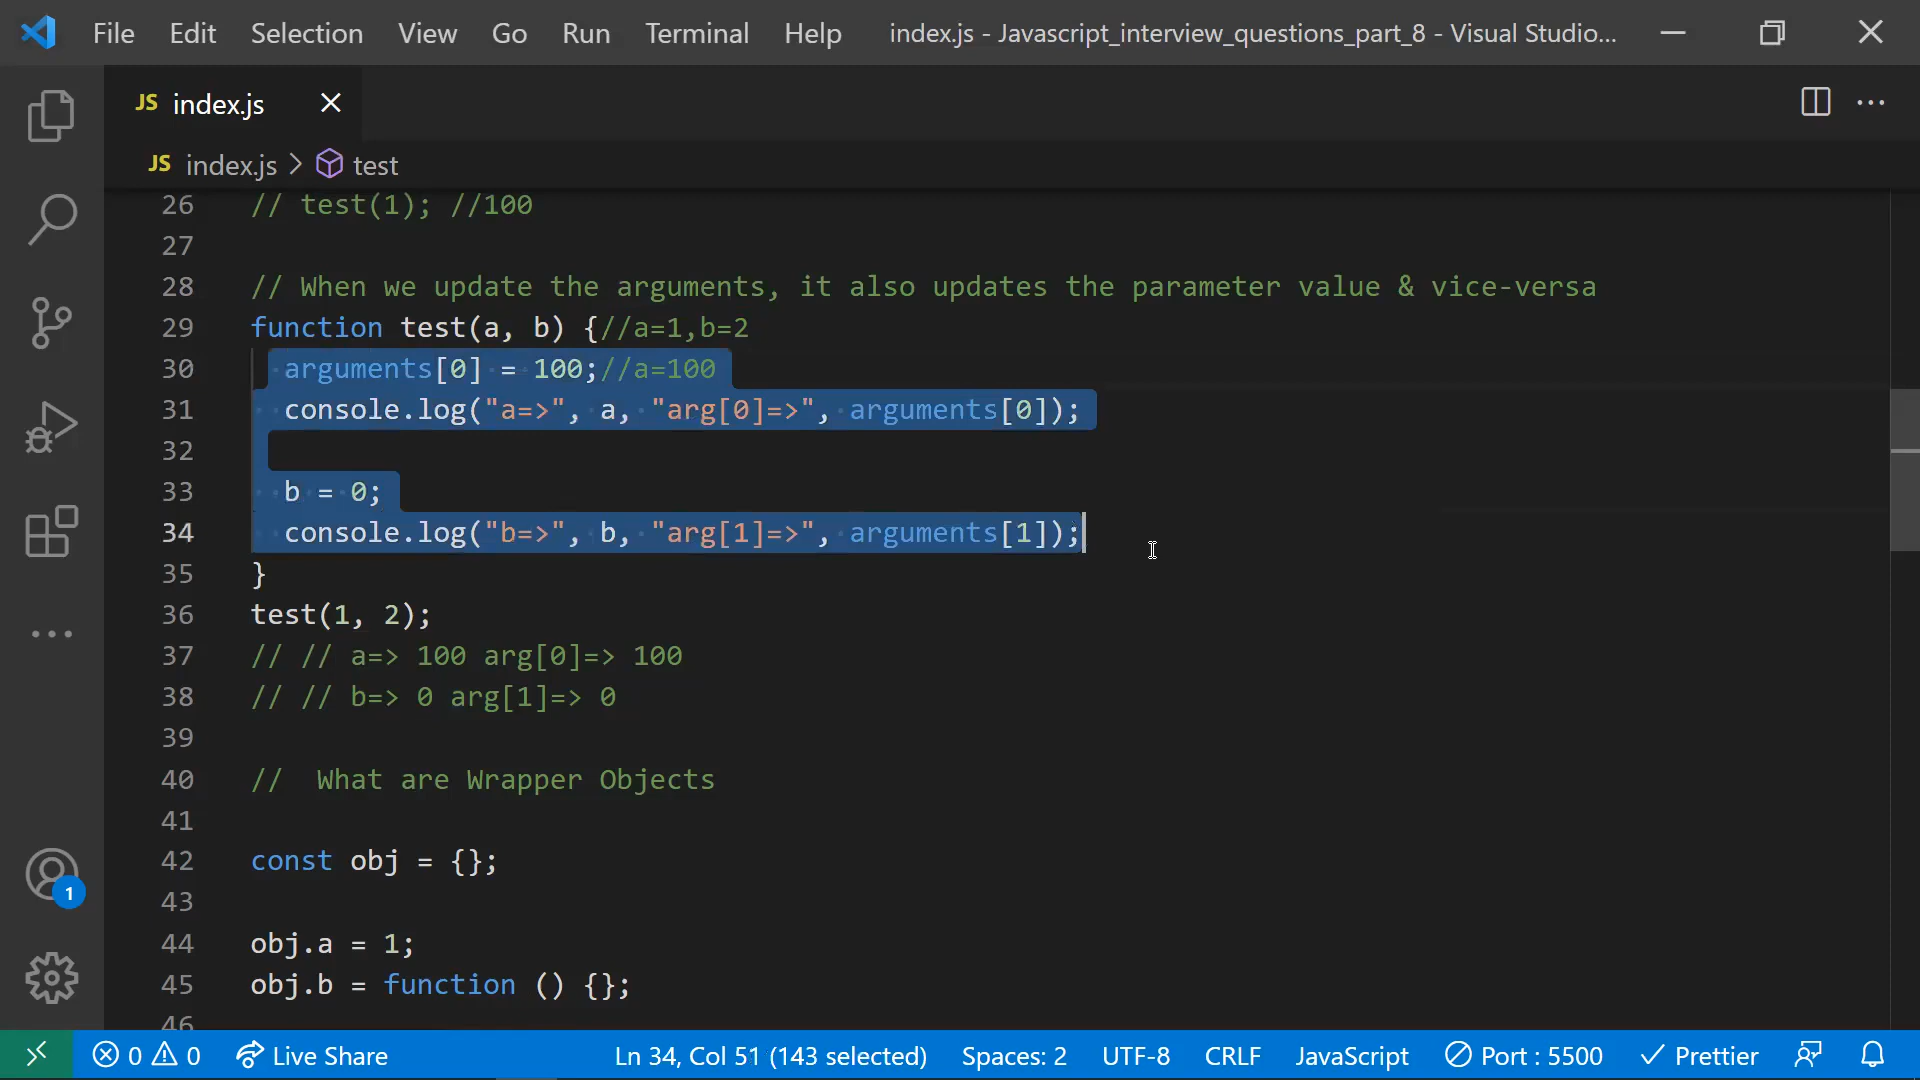 File Edit Selection View Go Run Terminal Help index.js - Javascript_interview_questions_part_8 - Visual Studio...
JS index.js
JS index.js > test
26 // test(1); //100
27
28 // When we update the arguments, it also updates the parameter value & vice-versa
29 function test(a, b) {//a=1,b=2
30 arguments[0] = 100;//a=100
31 console.log("a=>", a, "arg[0]=>", arguments[0]);
32
33 b = 0;
34 console.log("b=>", b, "arg[1]=>", arguments[1]);
35 }
36 test(1, 2);
37 // // a=> 100 arg[0]=> 100
38 // // b=> 0 arg[1]=> 0
39
40 //  What are Wrapper Objects
41
42 const obj = {};
43
44 obj.a = 1;
45 obj.b = function () {};
46
1
0 0 Live Share Ln 34, Col 51 (143 selected) Spaces: 2 UTF-8 CRLF JavaScript Port : 5500 Prettier